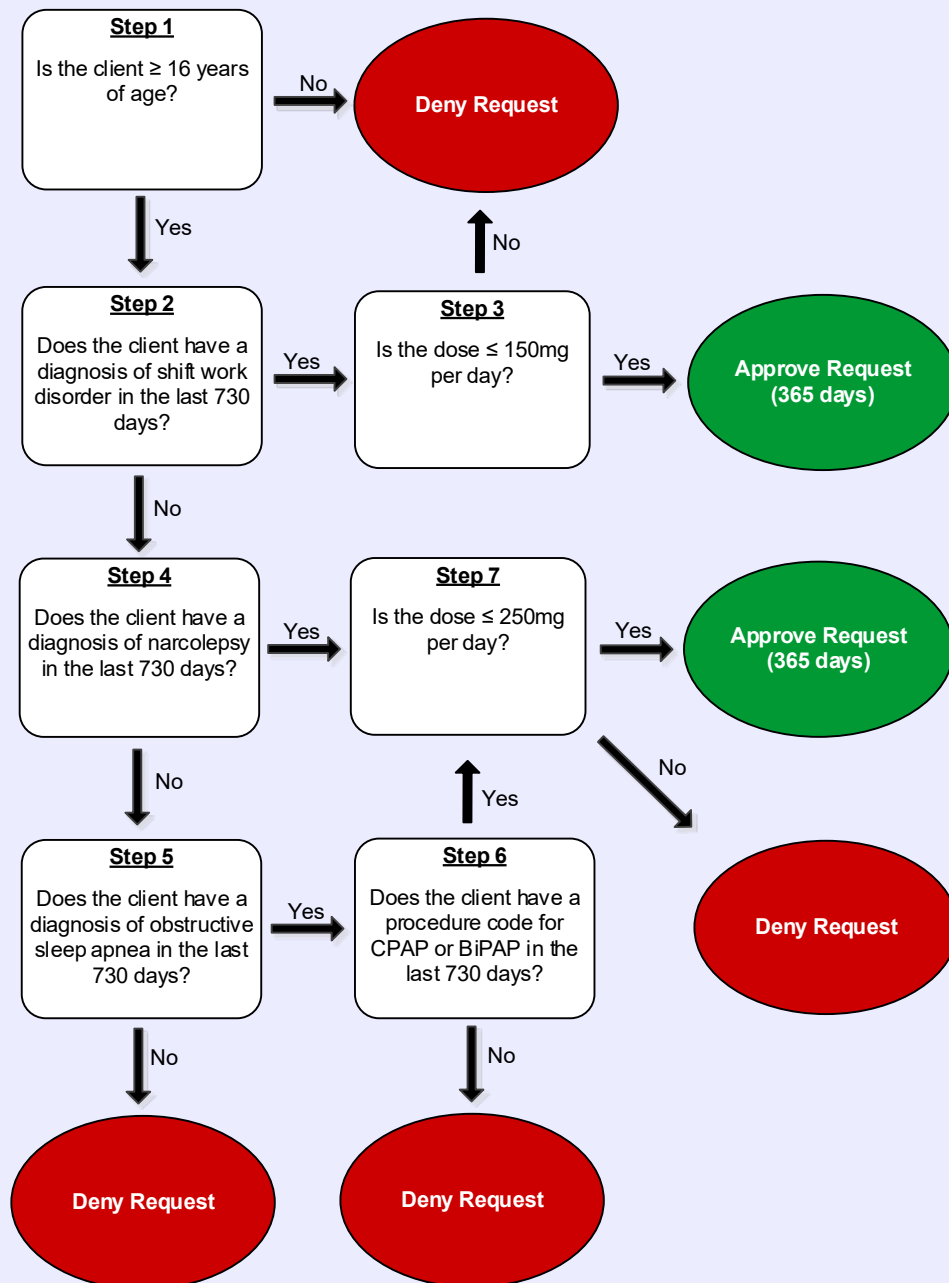 Step 1
Is the client ≥ 16 years
of age?
No
Deny Request
Yes
No
Step 2
Does the client have a
diagnosis of shift work
disorder in the last 730
days?
Yes
Step 3
Is the dose ≤ 150mg
per day?
Yes
Approve Request
(365 days)
No
Step 4
Does the client have a
diagnosis of narcolepsy
in the last 730 days?
Yes
Step 7
Is the dose ≤ 250mg
per day?
Yes
Approve Request
(365 days)
No
Yes
No
Step 5
Does the client have a
diagnosis of obstructive
sleep apnea in the last
730 days?
Yes
Step 6
Does the client have a
procedure code for
CPAP or BiPAP in the
last 730 days?
Deny Request
No
No
Deny Request
Deny Request